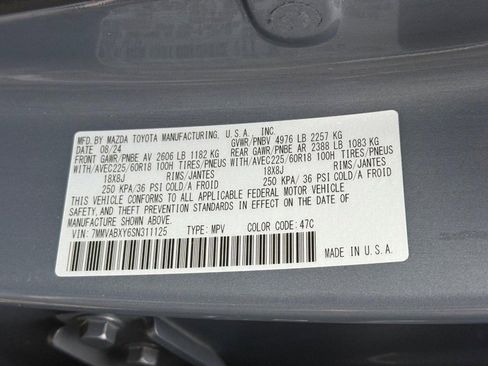 MFD. BY MAZDA TOYOTA MANUFACTURING, U.S.A., INC.
DATE 08/24 GVWR/PNBV 4976 LB 2257 KG
FRONT GAWR/PNBE AV 2606 LB 1182 KG REAR GAWR/PNBE AR 2388 LB 1083 KG
WITH/AVEC225/60R18 100H TIRES/PNEUS WITH/AVEC225/60R18 100H TIRES/PNEUS
18X8J RIMS/JANTES 18X8J RIMS/JANTES
250 KPA/ 36 PSI COLD/A FROID 250 KPA/ 36 PSI COLD/A FROID
THIS VEHICLE CONFORMS TO ALL APPLICABLE FEDERAL MOTOR VEHICLE
SAFETY AND THEFT PREVENTION STANDARDS IN EFFECT ON THE DATE OF
MANUFACTURE SHOWN ABOVE.
VIN: 7MMVABXY6SN311125 TYPE: MPV COLOR CODE: 47C
MADE IN U.S.A.